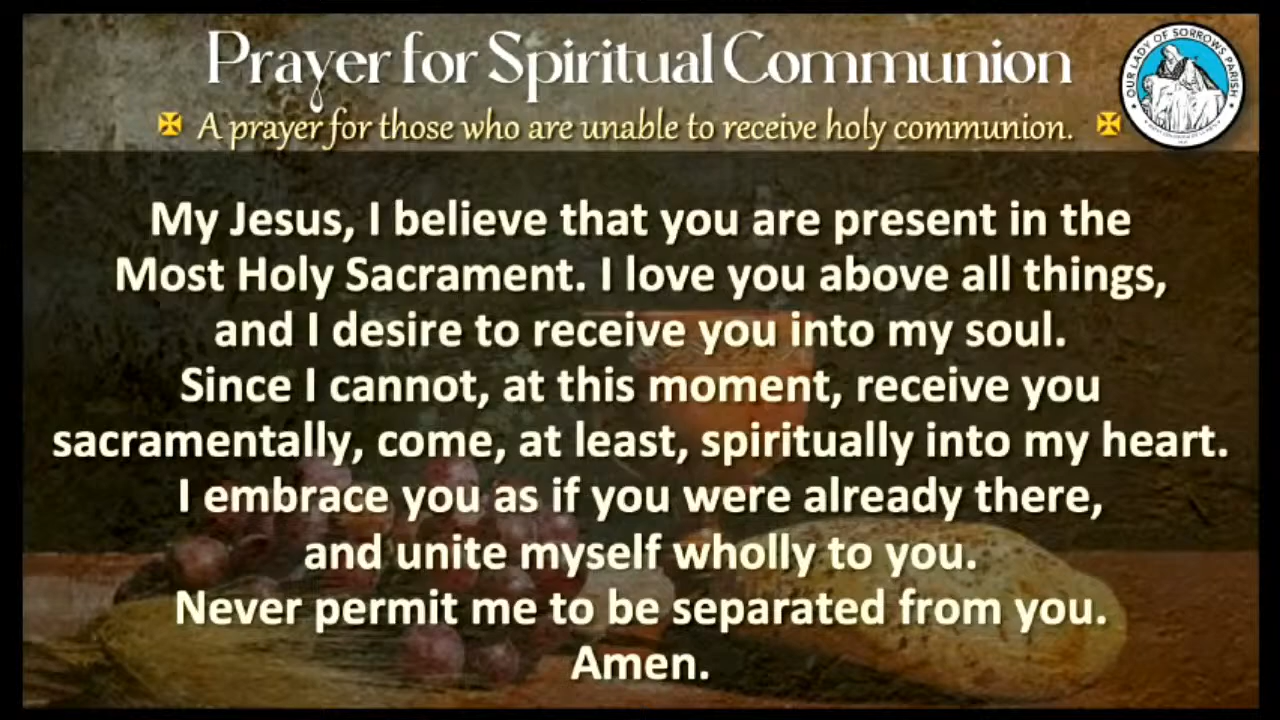 Prayer for Spiritual Communion
A prayer for those who are unable to receive holy communion.
OUR LADY OF SORROWS PARISH
My Jesus, I believe that you are present in the
Most Holy Sacrament. I love you above all things,
and I desire to receive you into my soul.
Since I cannot, at this moment, receive you
sacramentally, come, at least, spiritually into my heart.
I embrace you as if you were already there,
and unite myself wholly to you.
Never permit me to be separated from you.
Amen.